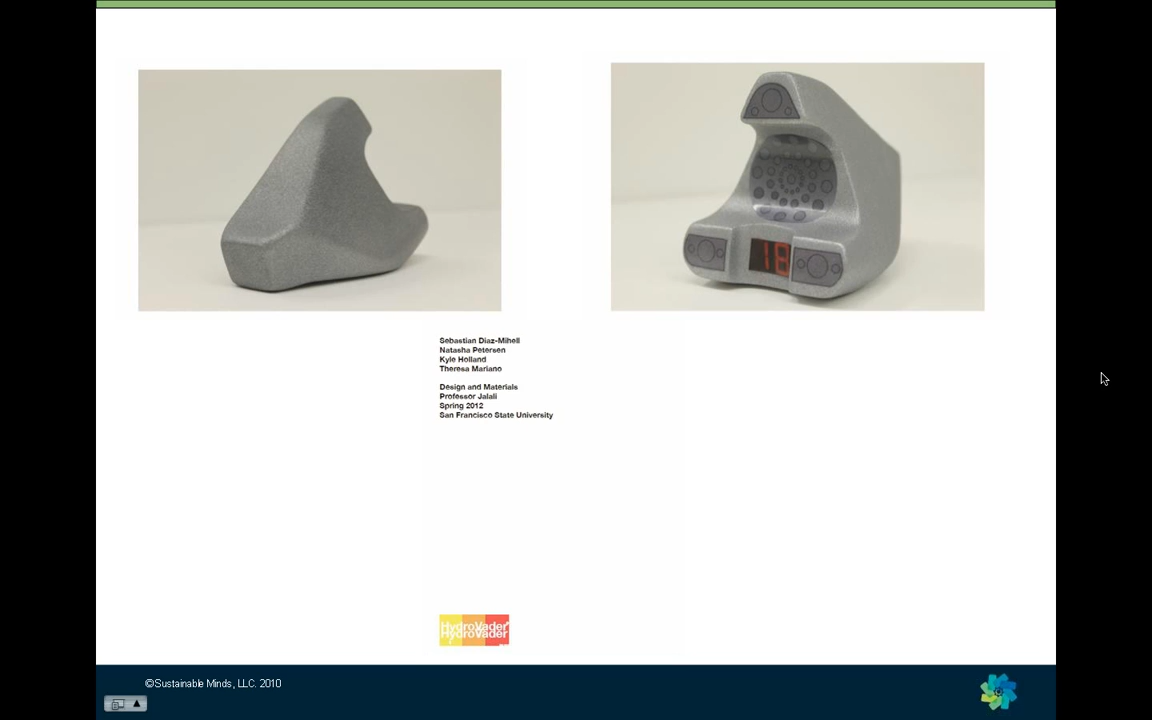 Sebastian Diaz-Mihell
Natasha Petersen
Kyle Holland
Theresa Mariano
Design and Materials
Professor Jalali
Spring 2012
San Francisco State University
HydroVader
HydroVader
©Sustainable Minds, LLC. 2010